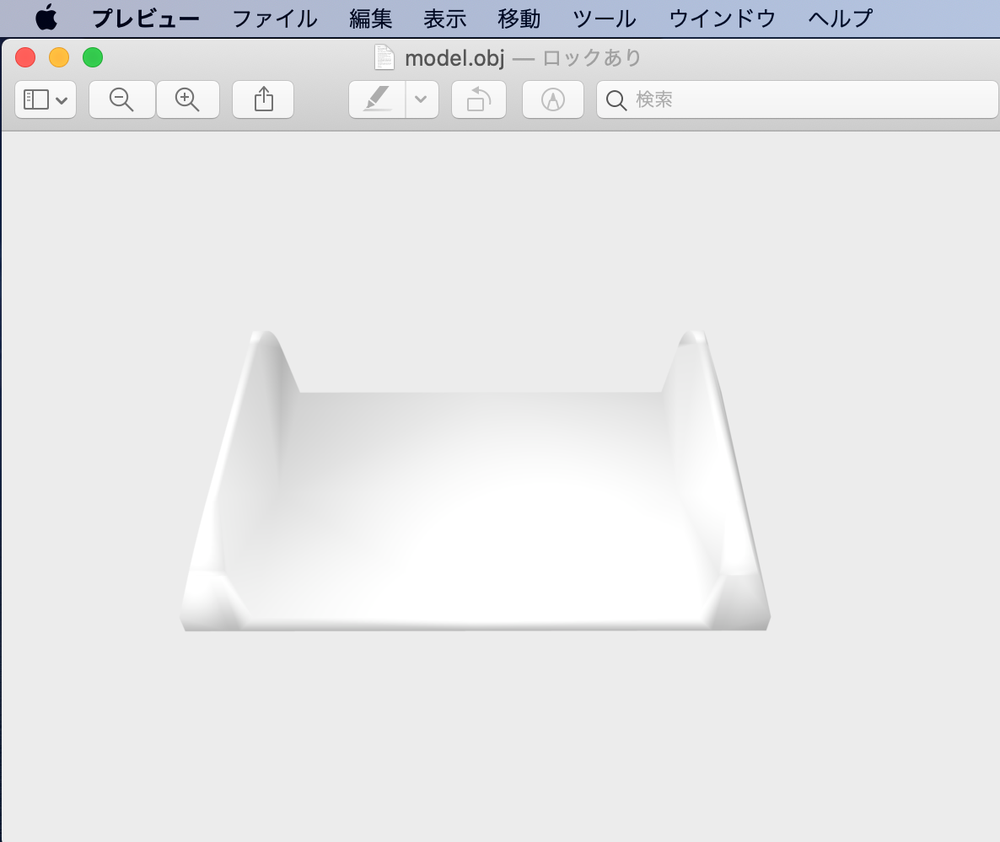 プレビュー ファイル 編集 表示 移動 ツール ウインドウ ヘルプ
model.obj — ロックあり
検索